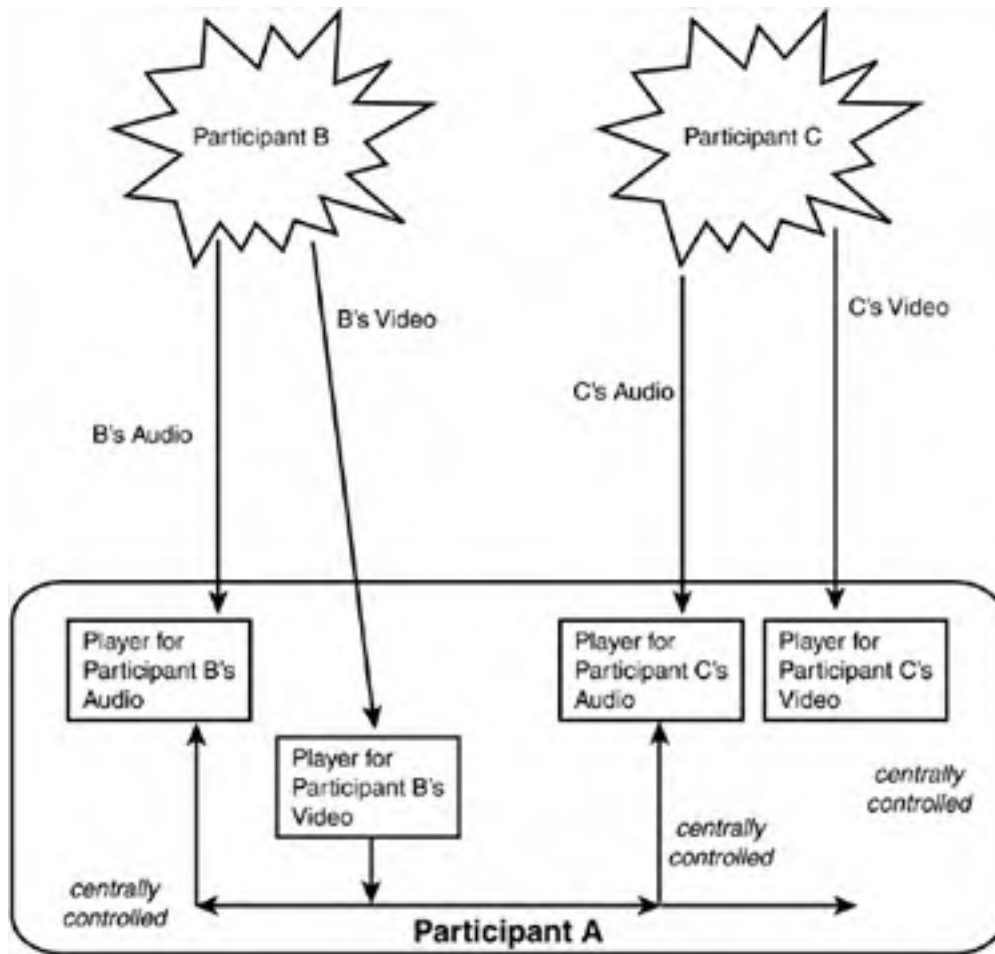 Participant B
Participant C
B's Video
C's Video
C's Audio
B's Audio
Player for
Participant B's
Audio
Player for
Participant C's
Audio
Player for
Participant C's
Video
Player for
Participant B's
Video
centrally
controlled
centrally
controlled
centrally
controlled
Participant A